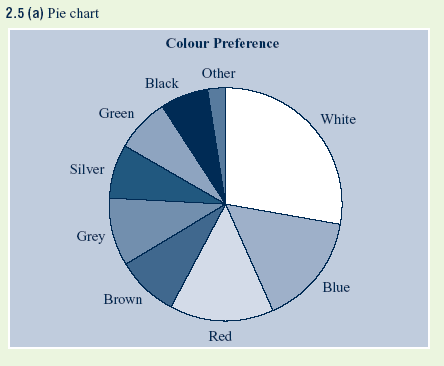 2.5 (a) Pie chart
Colour Preference
Other
Black
Green
White
Silver
Grey
Blue
Brown
Red